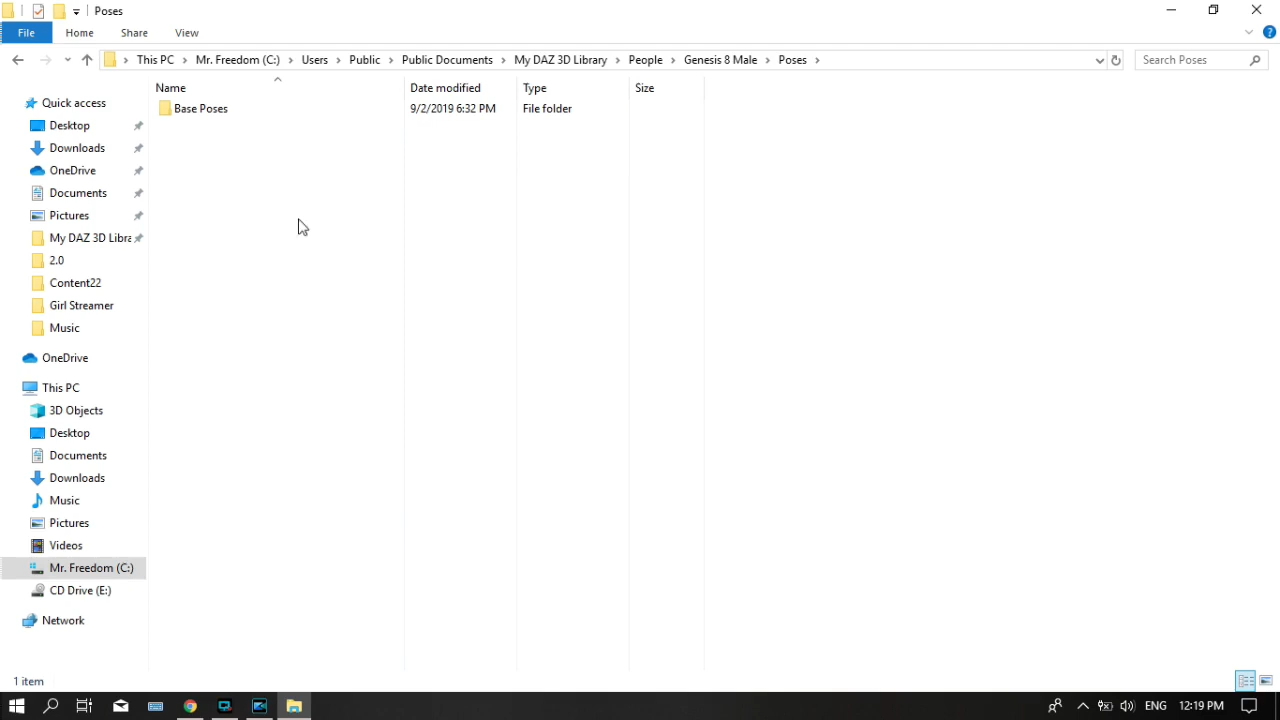 Poses
File Home Share View
This PC Mr. Freedom (C:) Users Public Public Documents My DAZ 3D Library People Genesis 8 Male Poses Search Poses
Name Date modified Type Size
Base Poses 9/2/2019 6:32 PM File folder
Quick access
Desktop
Downloads
OneDrive
Documents
Pictures
My DAZ 3D Libra
2.0
Content22
Girl Streamer
Music
OneDrive
This PC
3D Objects
Desktop
Documents
Downloads
Music
Pictures
Videos
Mr. Freedom (C:)
CD Drive (E:)
Network
1 item
ENG 12:19 PM